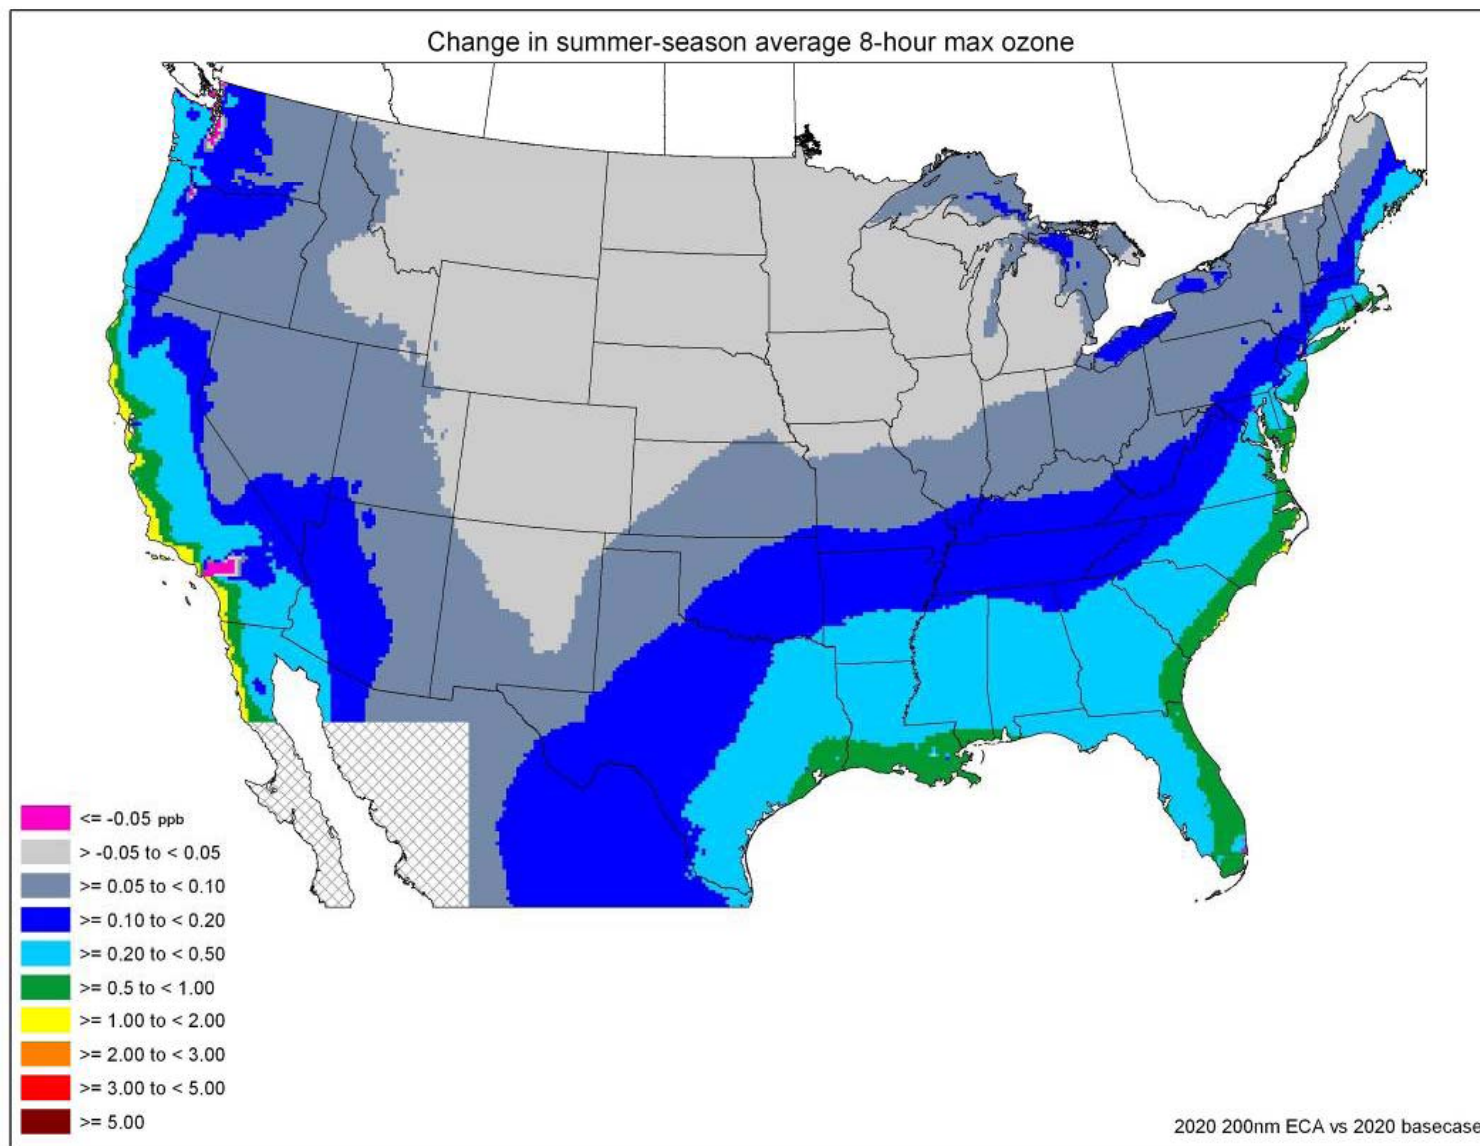 Change in summer-season average 8-hour max ozone
<= -0.05 ppb
> -0.05 to < 0.05
>= 0.05 to < 0.10
>= 0.10 to < 0.20
>= 0.20 to < 0.50
>= 0.5 to < 1.00
>= 1.00 to < 2.00
>= 2.00 to < 3.00
>= 3.00 to < 5.00
>= 5.00
2020 200nm ECA vs 2020 basecase